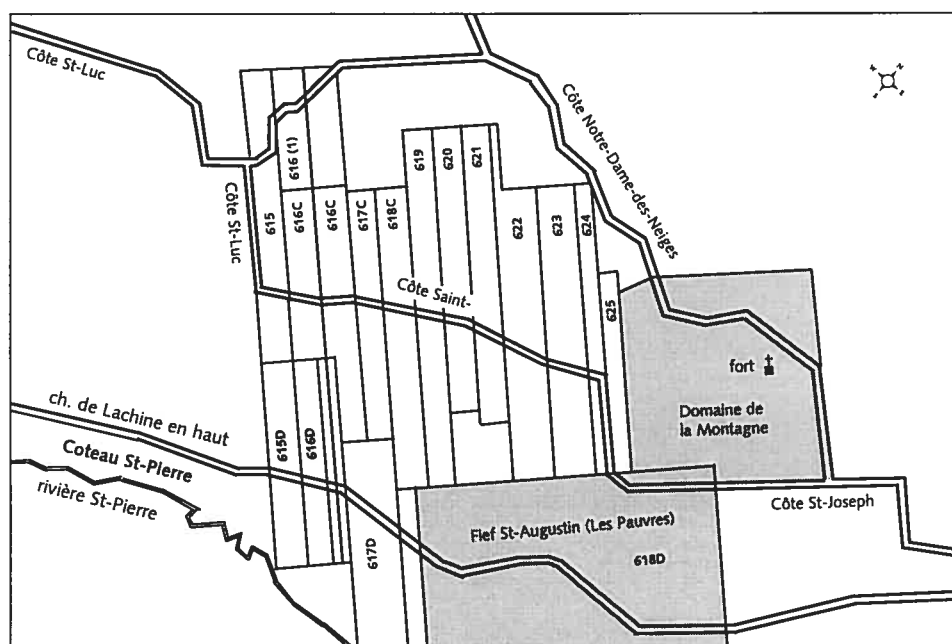 Côte St-Luc
Côte Notre-Dame-des-Neiges
616 (1)
619
620
621
Côte St-Luc
615
616C
616C
617C
618C
622
623
624
Côte Saint-
625
fort
Domaine de
la Montagne
ch. de Lachine en haut
Coteau St-Pierre
rivière St-Pierre
615D
616D
617D
Côte St-Joseph
Fief St-Augustin (Les Pauvres)
618D